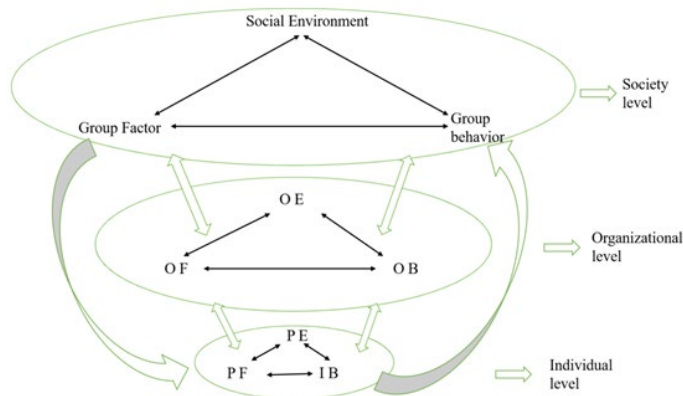 Social Environment
Society
level
Group Factor
Group
behavior
O E
Organizational
level
O F
O B
P E
Individual
level
P F
I B